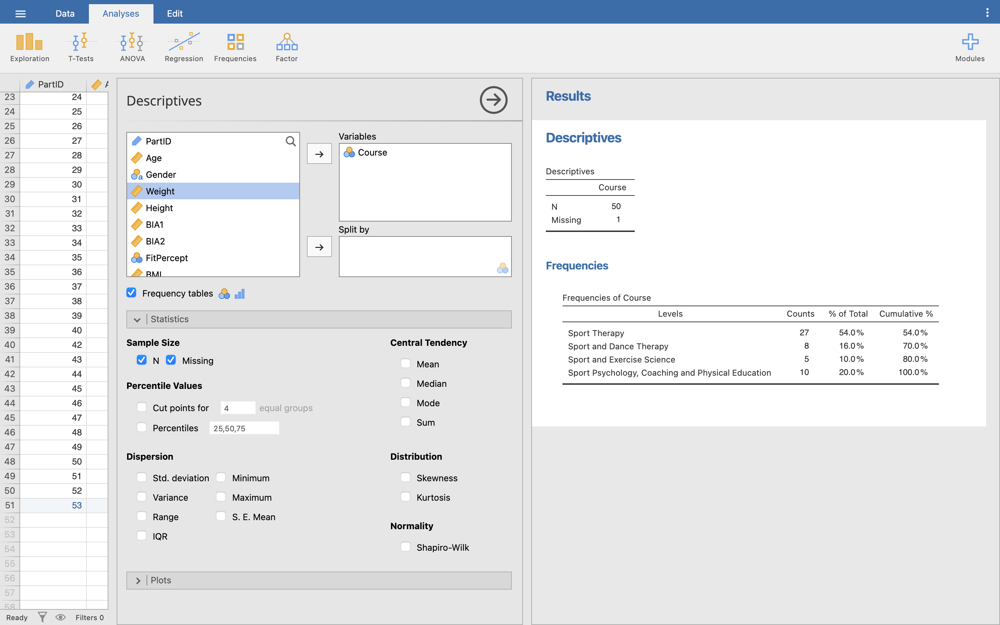 Data Analyses Edit
Exploration T-Tests ANOVA Regression Frequencies Factor Modules
PartID A
23 24
24 25
25 26
26 27
27 28
28 29
29 30
30 31
31 32
32 33
33 34
34 35
35 36
36 37
37 38
38 39
39 40
40 42
41 43
42 44
43 45
44 46
45 47
46 48
47 49
48 50
49 51
50 52
51 53
52
53
54
55
56
57
58
Ready Filters 0
Descriptives
PartID
Age
Gender
Weight
Height
BIA1
BIA2
FitPercept
BMI
Variables
Course
Split by
Frequency tables
Statistics
Sample Size
N Missing
Percentile Values
Cut points for 4 equal groups
Percentiles 25,50,75
Dispersion
Std. deviation Minimum
Variance Maximum
Range S. E. Mean
IQR
Central Tendency
Mean
Median
Mode
Sum
Distribution
Skewness
Kurtosis
Normality
Shapiro-Wilk
Plots
Results
Descriptives
Descriptives
Course
N 50
Missing 1
Frequencies
Frequencies of Course
Levels Counts % of Total Cumulative %
Sport Therapy 27 54.0% 54.0%
Sport and Dance Therapy 8 16.0% 70.0%
Sport and Exercise Science 5 10.0% 80.0%
Sport Psychology, Coaching and Physical Education 10 20.0% 100.0%